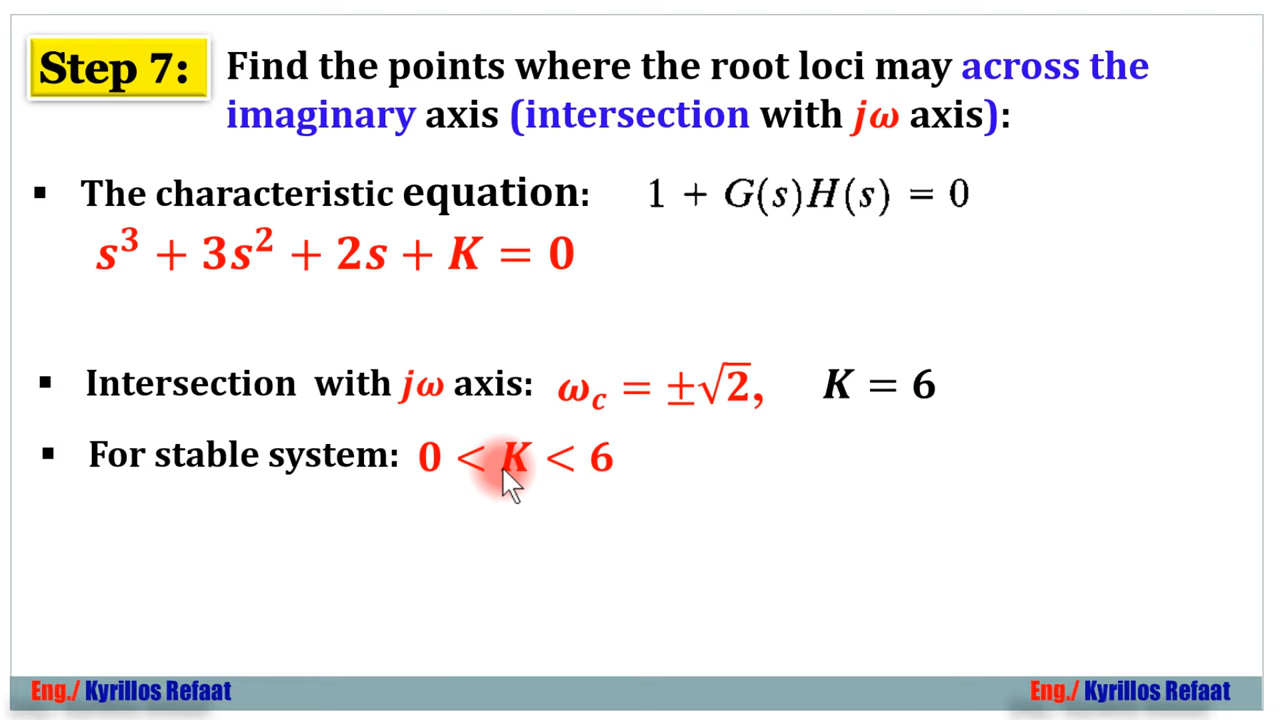 Step 7:
Find the points where the root loci may across the
imaginary axis (intersection with jω axis):
▪ The characteristic equation: 1 + G(s)H(s) = 0
s³ + 3s² + 2s + K = 0
▪ Intersection with jω axis: ω_c = ±√2, K = 6
▪ For stable system: 0 < K < 6
Eng./ Kyrillos Refaat
Eng./ Kyrillos Refaat